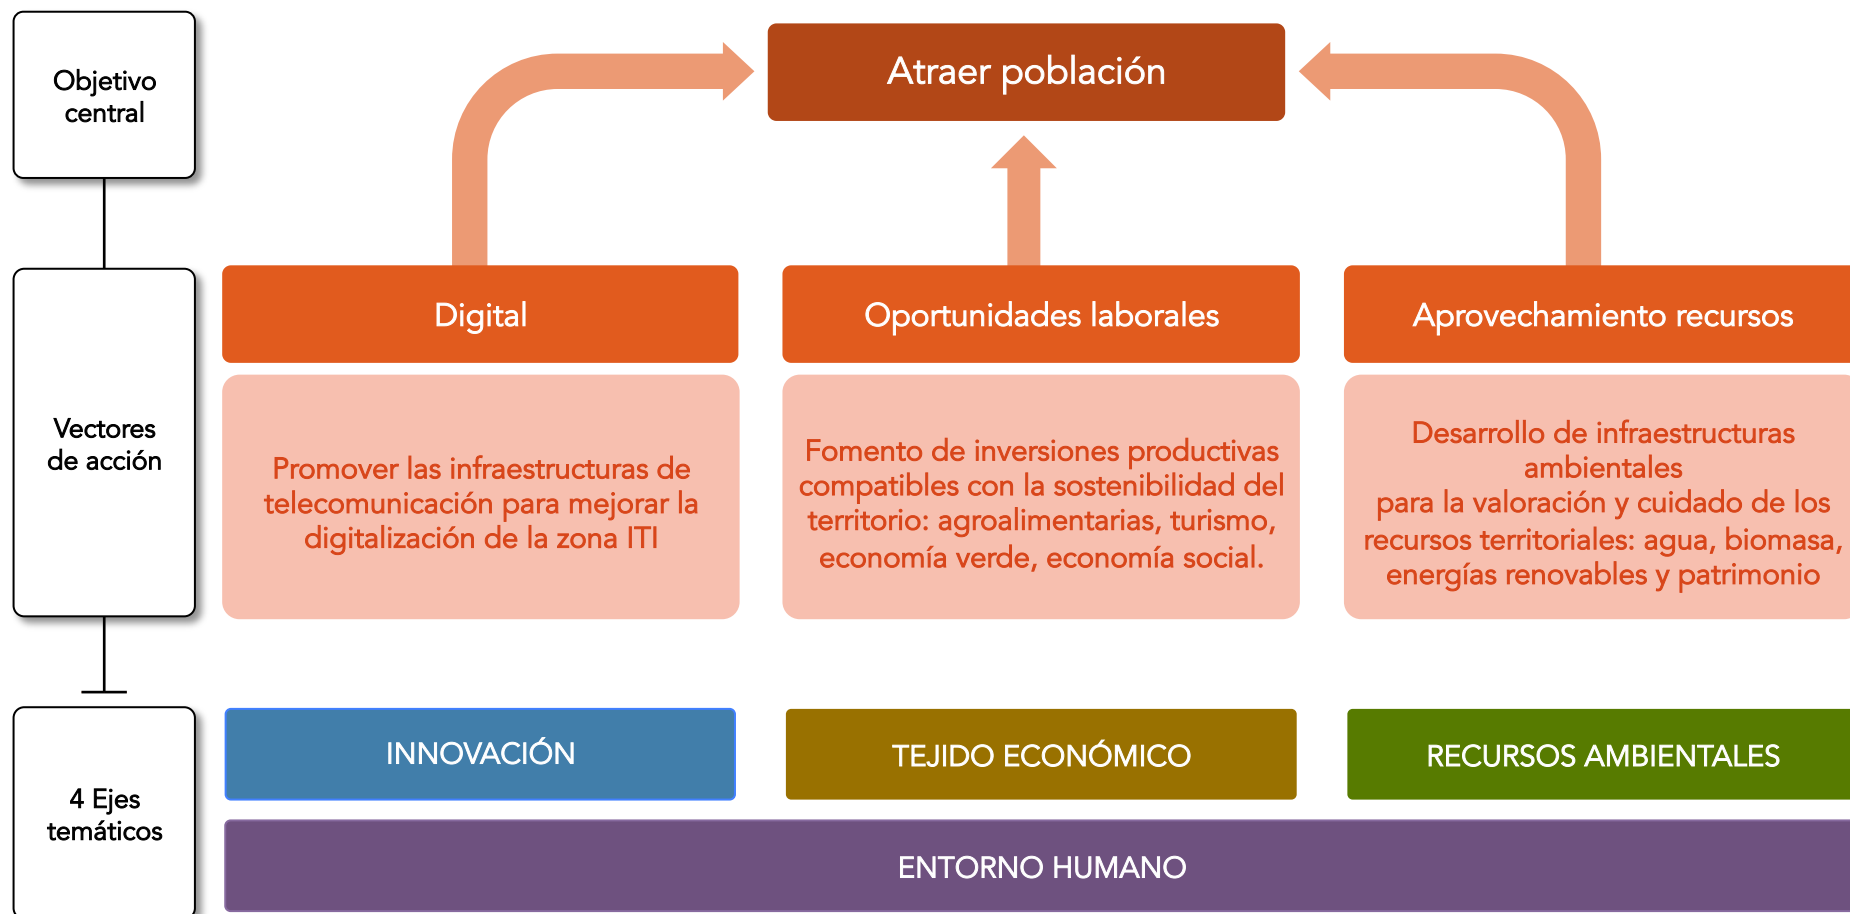 Objetivo
central
Atraer población
Vectores
de acción
Digital
Oportunidades laborales
Aprovechamiento recursos
Promover las infraestructuras de
telecomunicación para mejorar la
digitalización de la zona ITI
Fomento de inversiones productivas
compatibles con la sostenibilidad del
territorio: agroalimentarias, turismo,
economía verde, economía social.
Desarrollo de infraestructuras
ambientales
para la valoración y cuidado de los
recursos territoriales: agua, biomasa,
energías renovables y patrimonio
4 Ejes
temáticos
INNOVACIÓN
TEJIDO ECONÓMICO
RECURSOS AMBIENTALES
ENTORNO HUMANO